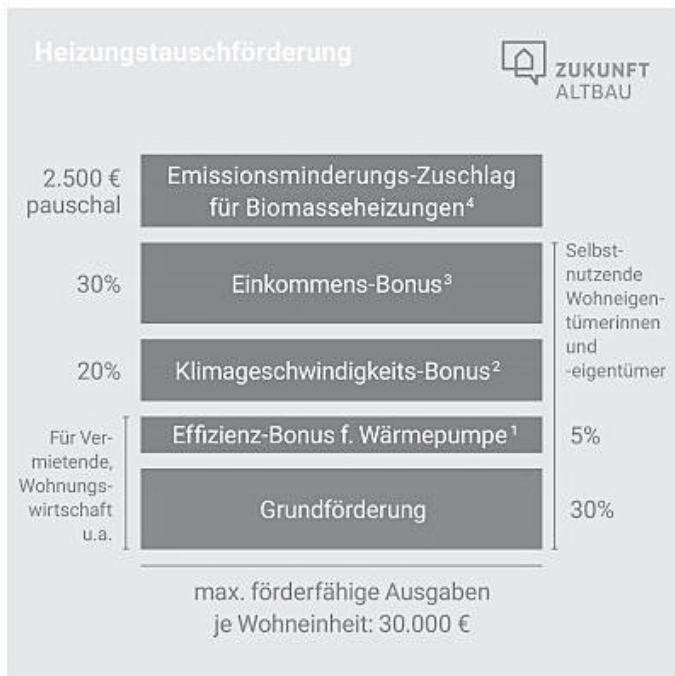 Heizungstauschförderung
ZUKUNFT
ALTBAU
2.500 €
pauschal
Emissionsminderungs-Zuschlag
für Biomasseheizungen⁴
30%
Einkommens-Bonus³
Selbst-
nutzende
Wohneigen-
tümerinnen
und
-eigentümer
20%
Klimageschwindigkeits-Bonus²
Für Ver-
mietende,
Wohnungs-
wirtschaft
u.a.
Effizienz-Bonus f. Wärmepumpe¹
5%
Grundförderung
30%
max. förderfähige Ausgaben
je Wohneinheit: 30.000 €